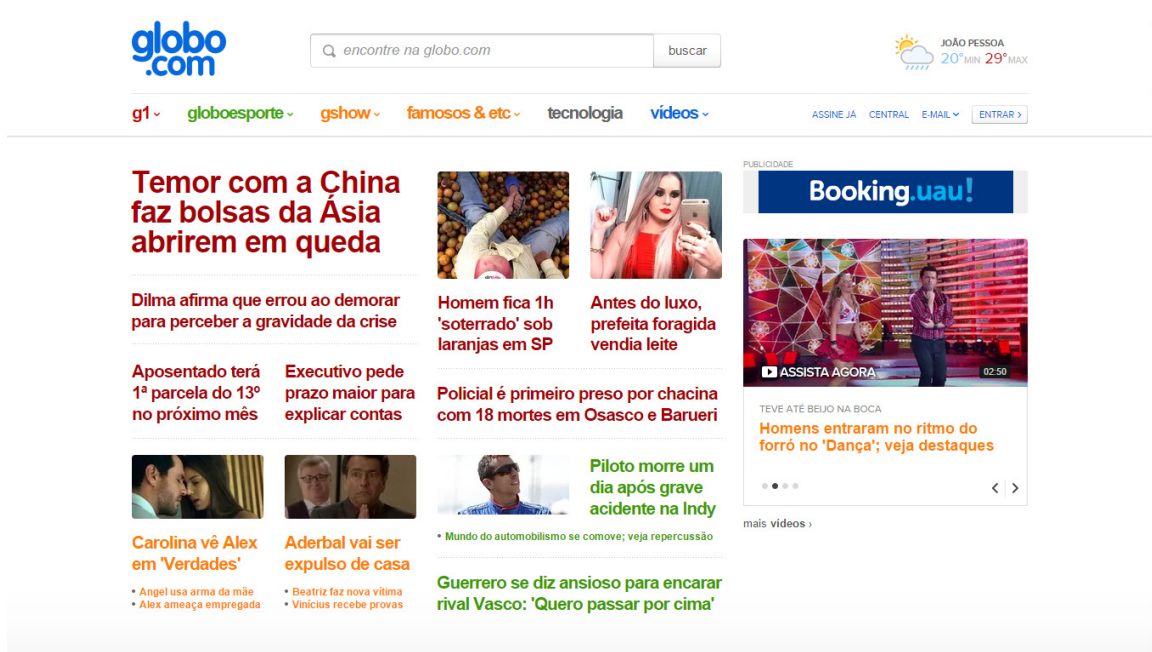 globo
.com
encontre na globo.com
buscar
JOÃO PESSOA
20° MIN 29° MAX
g1
globoesporte
gshow
famosos & etc
tecnologia
vídeos
ASSINE JÁ
CENTRAL
E-MAIL
ENTRAR ›
Temor com a China
faz bolsas da Ásia
abrirem em queda
Dilma afirma que errou ao demorar
para perceber a gravidade da crise
Aposentado terá
1ª parcela do 13º
no próximo mês
Executivo pede
prazo maior para
explicar contas
Carolina vê Alex
em 'Verdades'
• Angel usa arma da mãe
• Alex ameaça empregada
Aderbal vai ser
expulso de casa
• Beatriz faz nova vítima
• Vinícius recebe provas
Homem fica 1h
'soterrado' sob
laranjas em SP
Antes do luxo,
prefeita foragida
vendia leite
Policial é primeiro preso por chacina
com 18 mortes em Osasco e Barueri
Piloto morre um
dia após grave
acidente na Indy
• Mundo do automobilismo se comove; veja repercussão
Guerrero se diz ansioso para encarar
rival Vasco: 'Quero passar por cima'
PUBLICIDADE
Booking.uau!
ASSISTA AGORA
02:50
TEVE ATÉ BEIJO NA BOCA
Homens entraram no ritmo do
forró no 'Dança'; veja destaques
mais vídeos ›